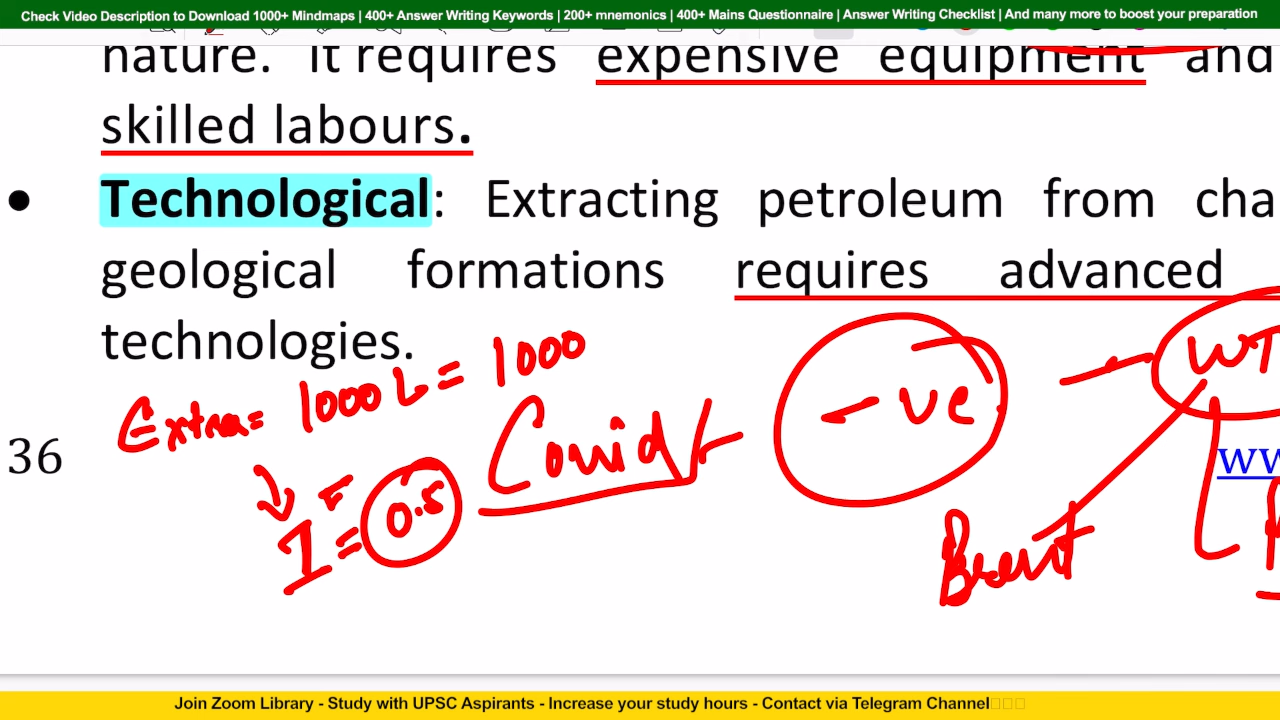 Check Video Description to Download 1000+ Mindmaps | 400+ Answer Writing Keywords | 200+ mnemonics | 400+ Mains Questionnaire | Answer Writing Checklist | And many more to boost your preparation
nature. It requires expensive equipment and
skilled labours.
• Technological: Extracting petroleum from cha
geological formations requires advanced
technologies.
Extra= 1000 L = 1000
Covid
-ve
WT
36
ww
1 = 0.5
Brent
Join Zoom Library - Study with UPSC Aspirants - Increase your study hours - Contact via Telegram Channel